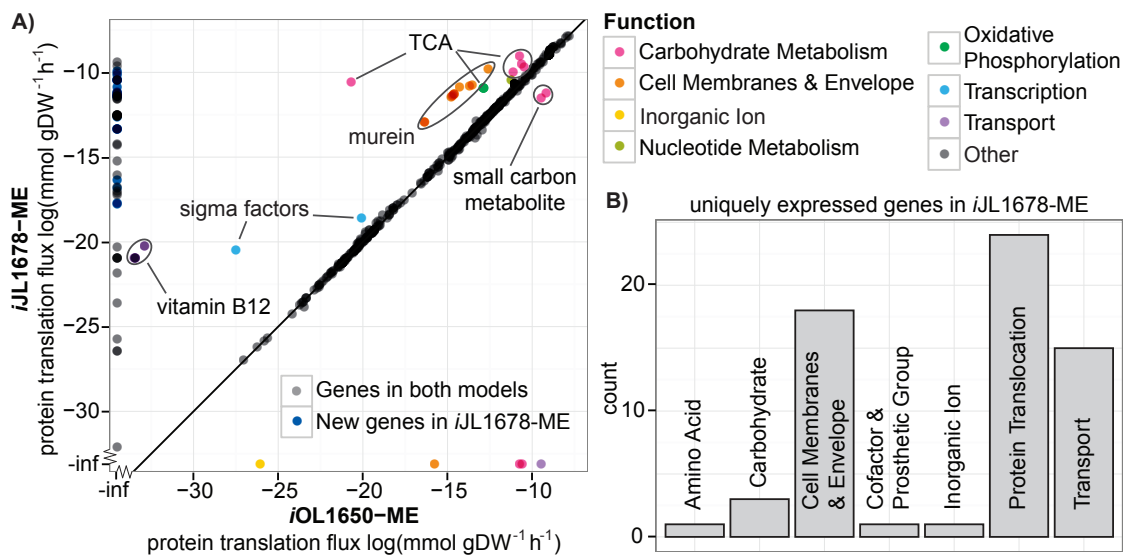 A)
iJL1678−ME
protein translation flux log(mmol gDW⁻¹ h⁻¹)
−10
−15
−20
−25
−30
-inf
TCA
murein
small carbon
metabolite
sigma factors
vitamin B12
Genes in both models
New genes in iJL1678-ME
-inf
−30
−25
−20
−15
−10
iOL1650−ME
protein translation flux log(mmol gDW⁻¹ h⁻¹)
Function
Carbohydrate Metabolism
Cell Membranes & Envelope
Inorganic Ion
Nucleotide Metabolism
Oxidative
Phosphorylation
Transcription
Transport
Other
B)
uniquely expressed genes in iJL1678-ME
count
20
10
0
Amino Acid
Carbohydrate
Cell Membranes
& Envelope
Cofactor &
Prosthetic Group
Inorganic Ion
Protein Translocation
Transport